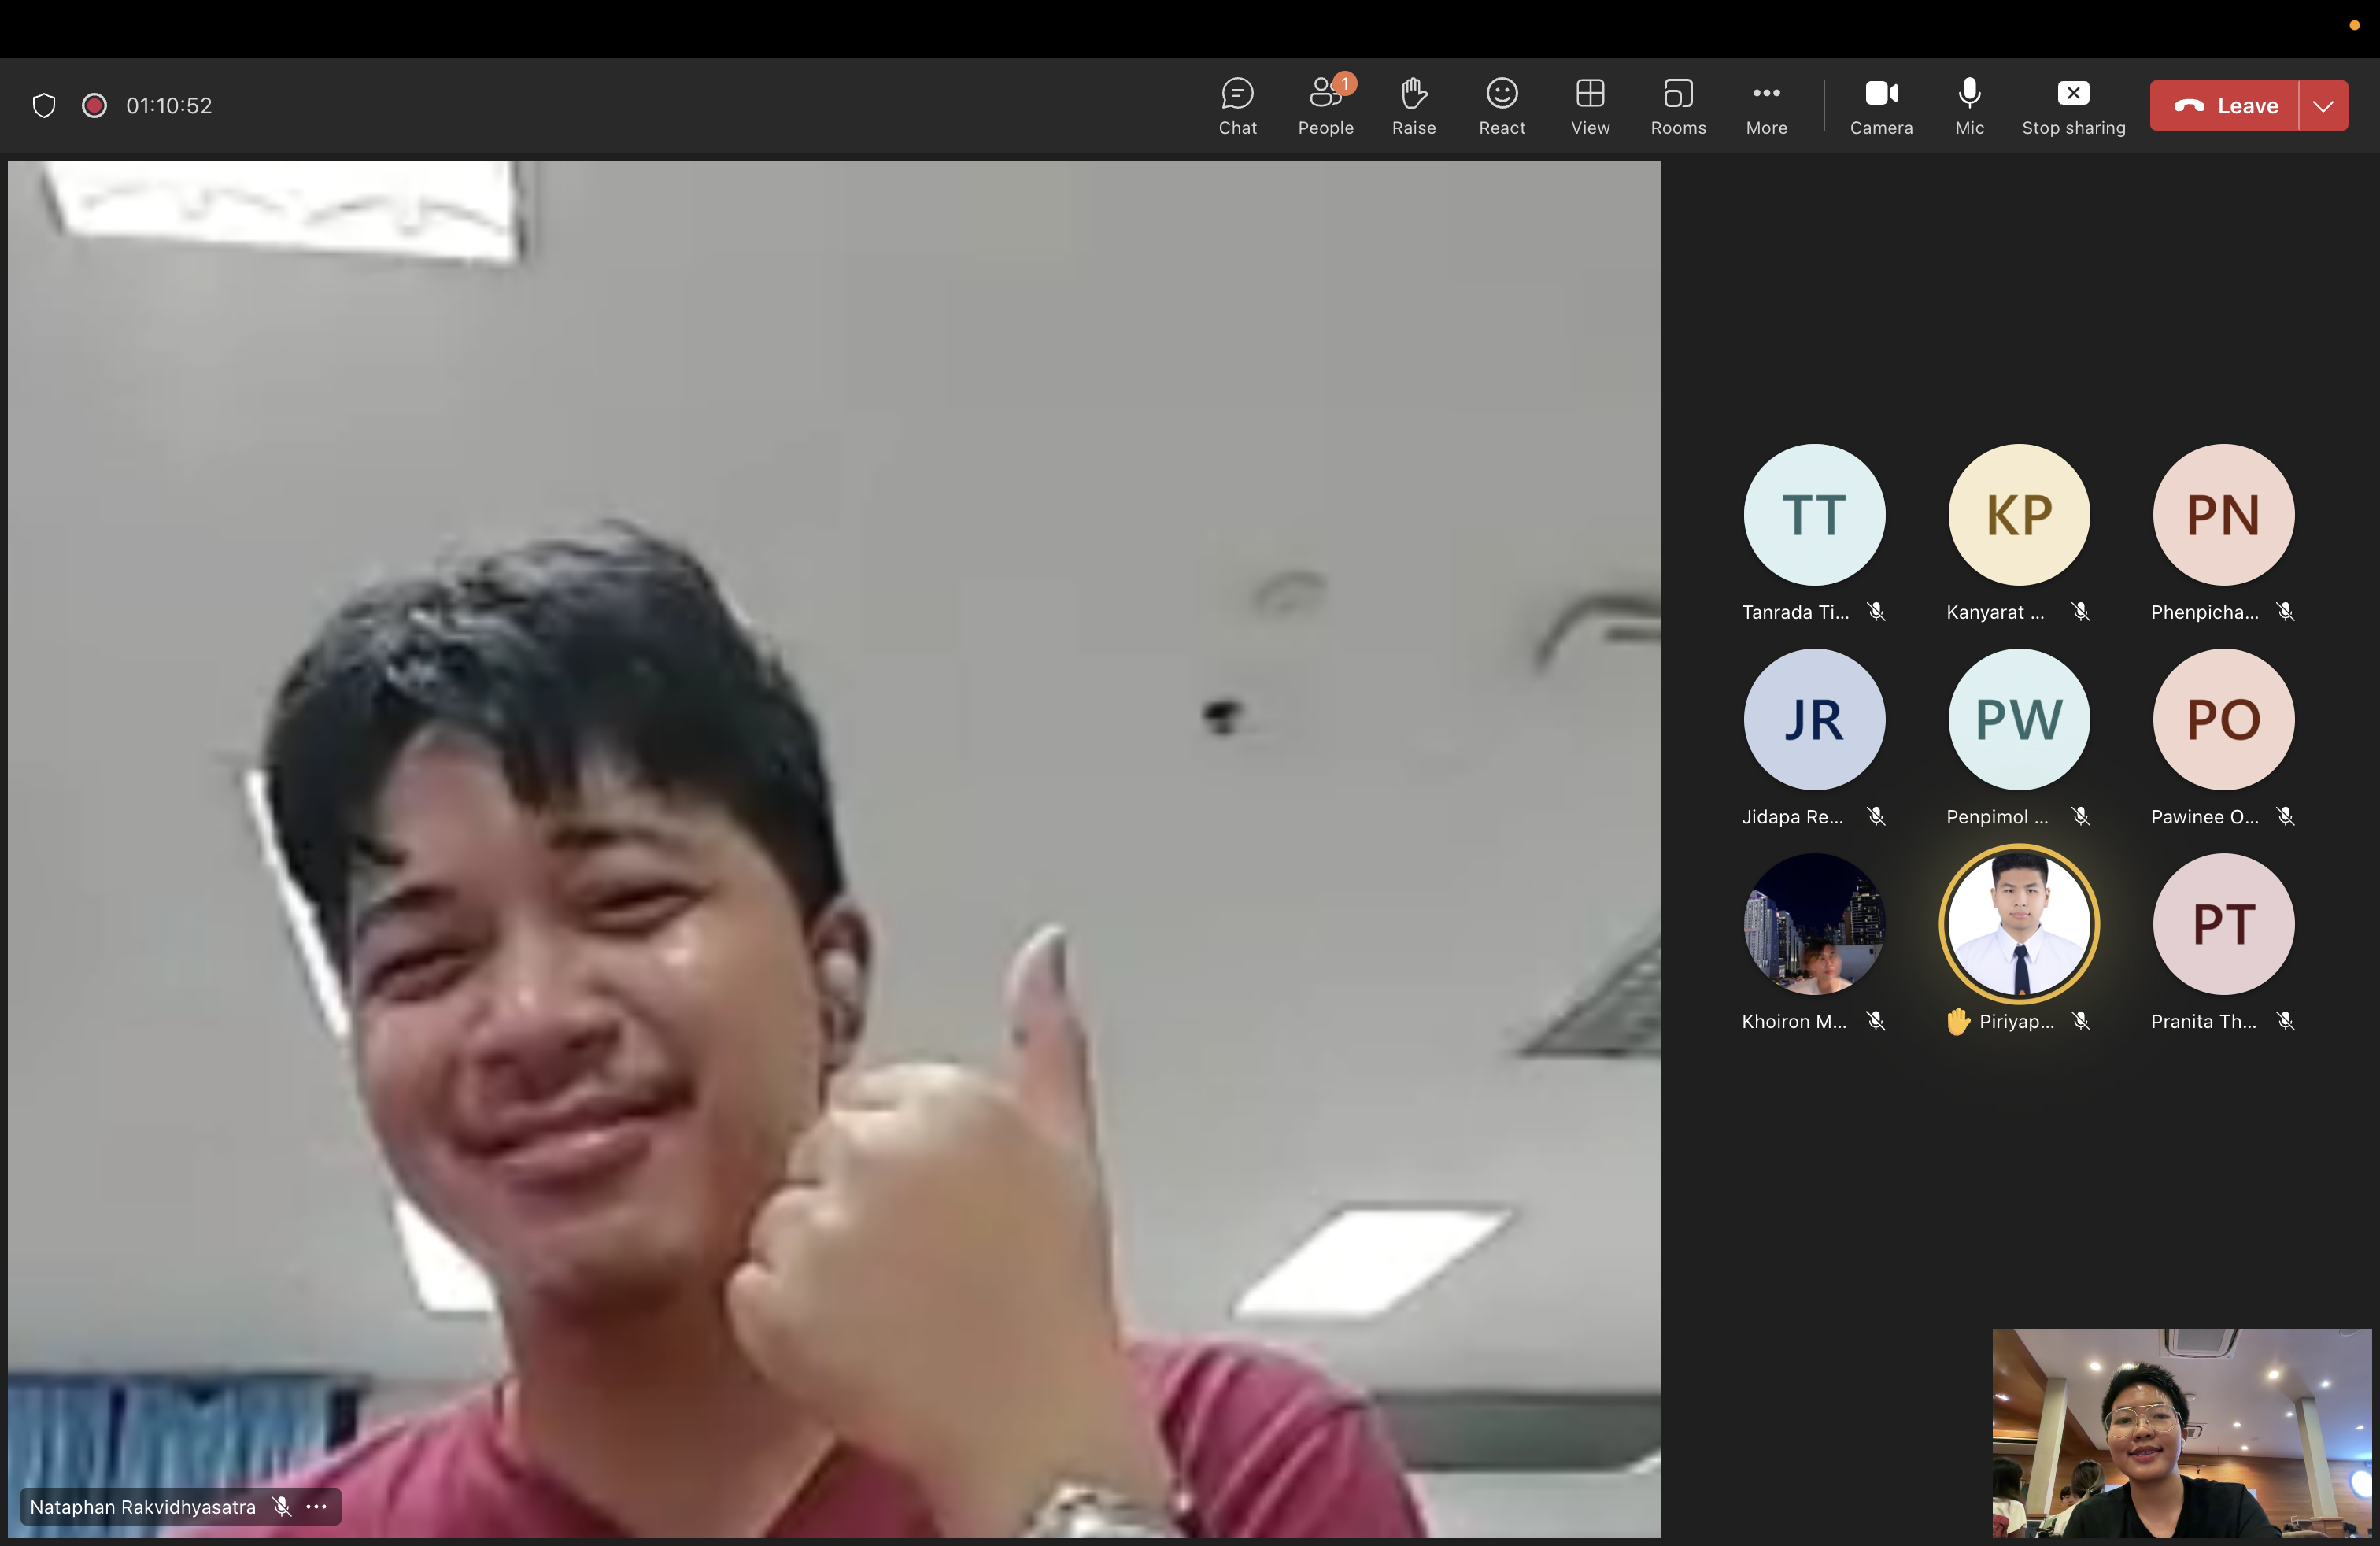 01:10:52
1
Chat People Raise React View Rooms More Camera Mic Stop sharing Leave
TT KP PN
Tanrada Ti... Kanyarat ... Phenpicha...
JR PW PO
Jidapa Re... Penpimol ... Pawinee O...
PT
Khoiron M... Piriyap... Pranita Th...
Nataphan Rakvidhyasatra